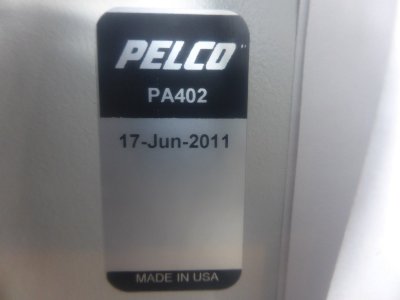 PELCO
PA402
17-Jun-2011
MADE IN USA